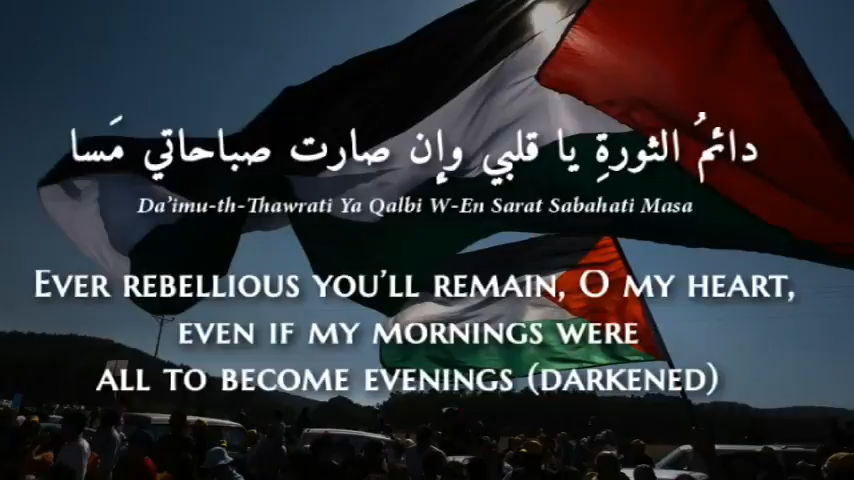 دائمُ الثورةِ يا قلبي وإن صارت صباحاتي مَسا
Da'imu-th-Thawrati Ya Qalbi W-En Sarat Sabahati Masa
Ever rebellious you'll remain, O my heart,
even if my mornings were
all to become evenings (darkened)